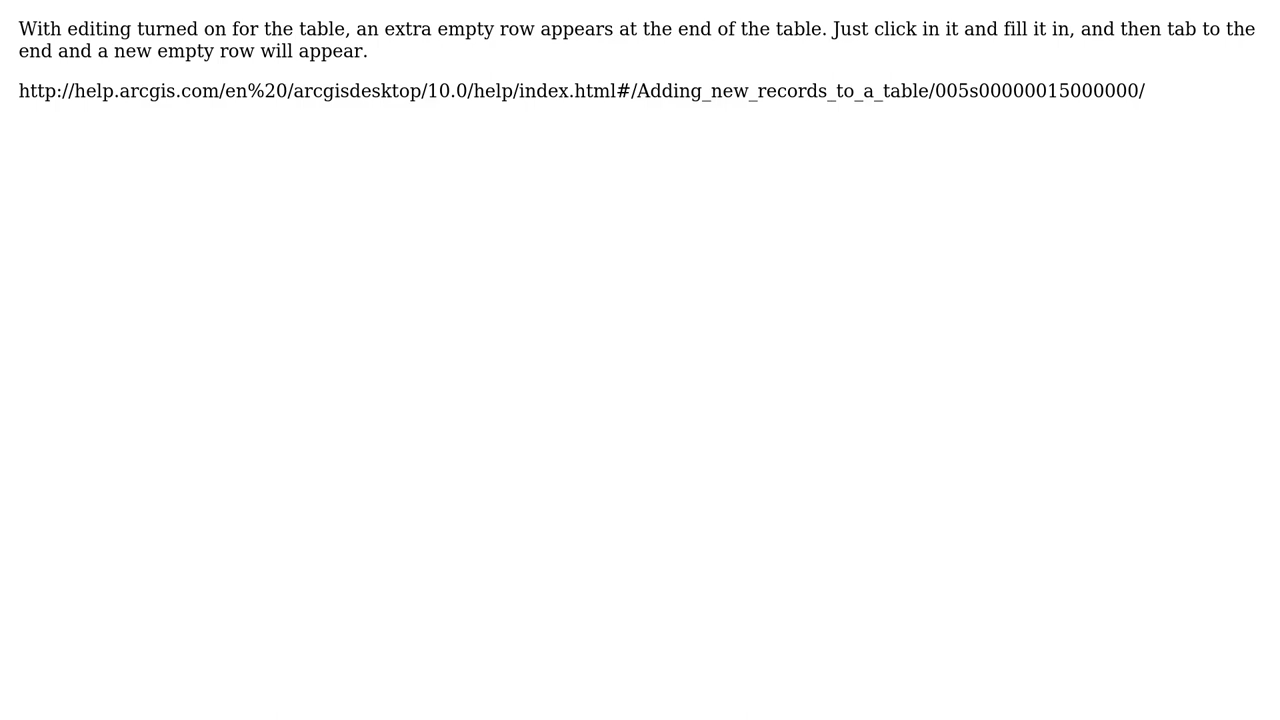 With editing turned on for the table, an extra empty row appears at the end of the table. Just click in it and fill it in, and then tab to the
end and a new empty row will appear.
http://help.arcgis.com/en%20/arcgisdesktop/10.0/help/index.html#/Adding_new_records_to_a_table/005s00000015000000/